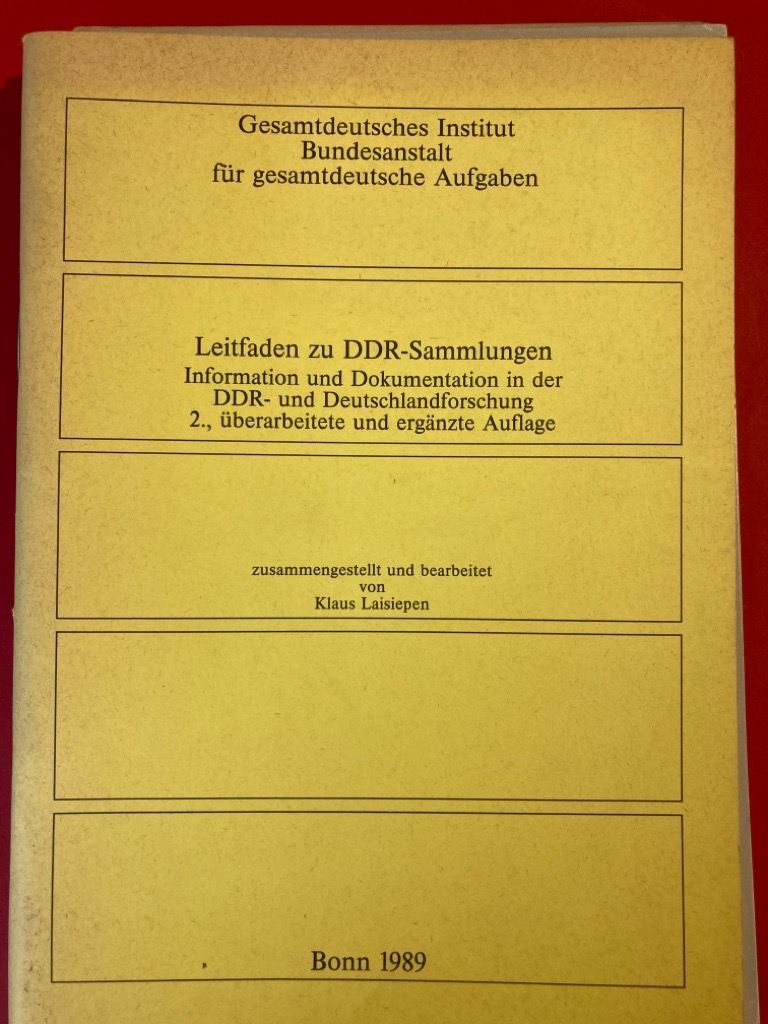 Gesamtdeutsches Institut
Bundesanstalt
für gesamtdeutsche Aufgaben
Leitfaden zu DDR-Sammlungen
Information und Dokumentation in der
DDR- und Deutschlandforschung
2., überarbeitete und ergänzte Auflage
zusammengestellt und bearbeitet
von
Klaus Laisiepen
Bonn 1989